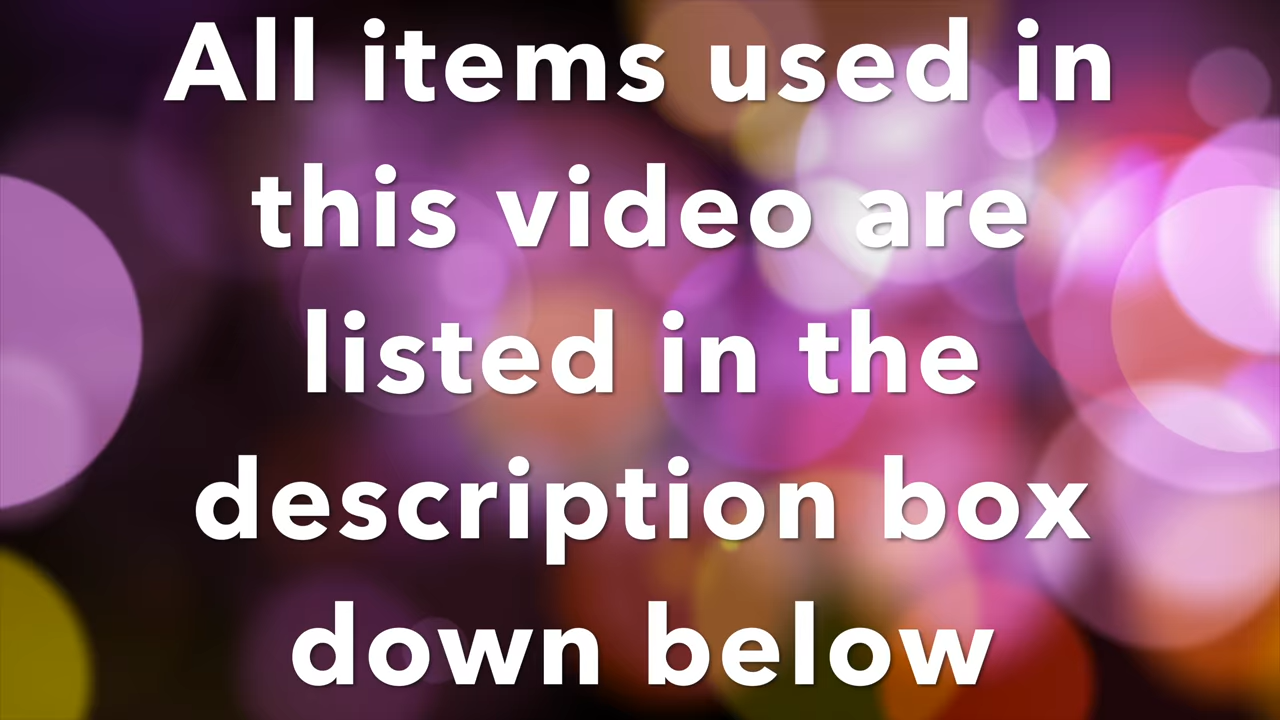 All items used in
this video are
listed in the
description box
down below